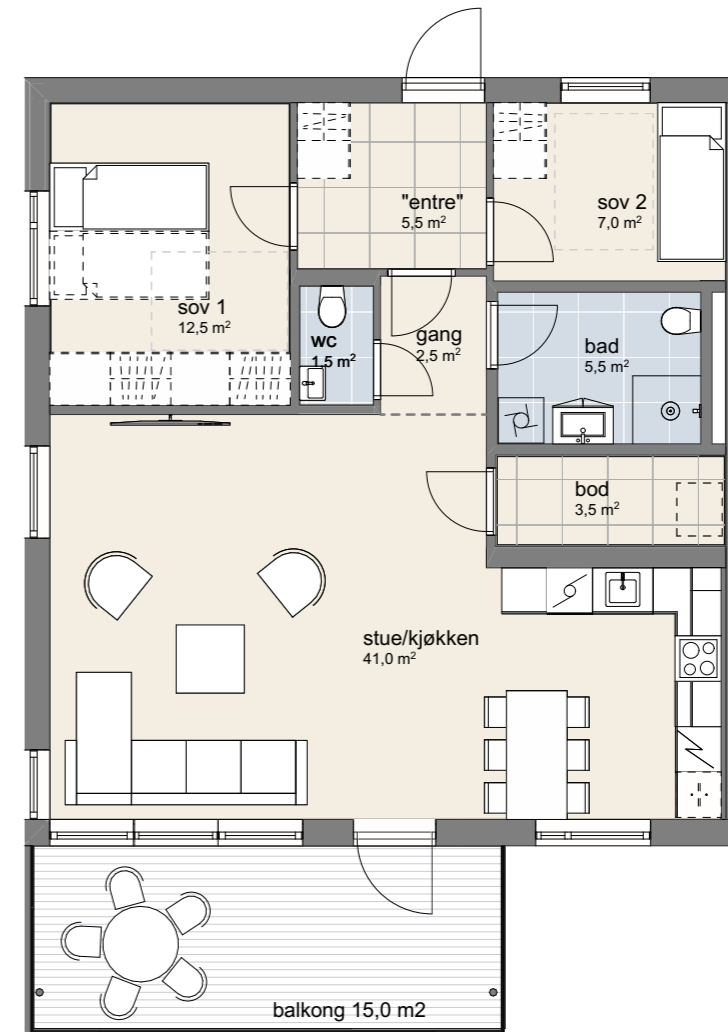 "entre"
5,5 m²
sov 2
7,0 m²
sov 1
12,5 m²
WC
1,5 m²
gang
2,5 m²
bad
5,5 m²
bod
3,5 m²
stue/kjøkken
41,0 m²
balkong 15,0 m2